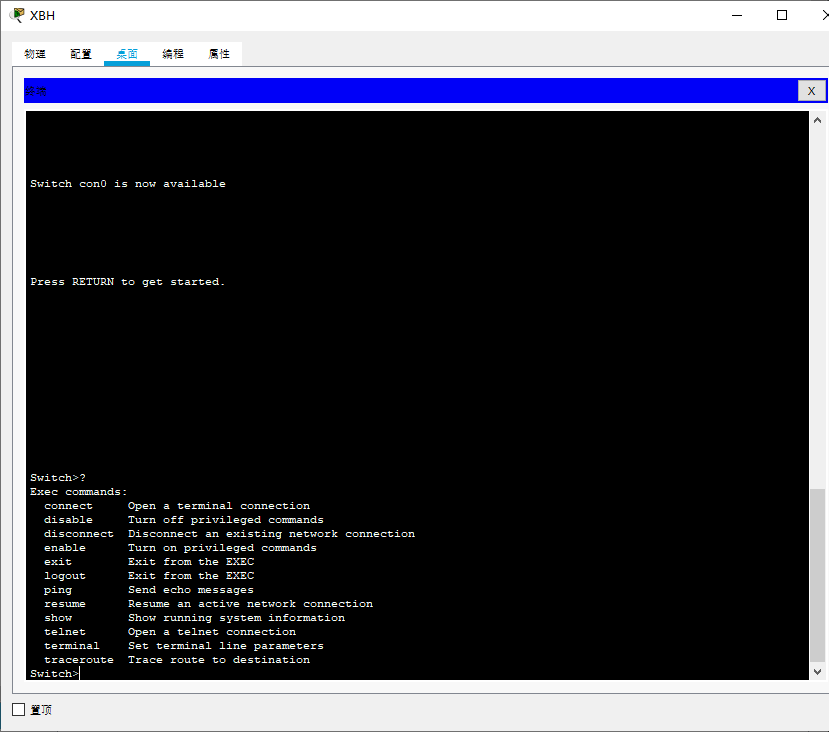 XBH
物理 配置 桌面 编程 属性
X
Switch con0 is now available
Press RETURN to get started.
Switch>?
Exec commands:
connect Open a terminal connection
disable Turn off privileged commands
disconnect Disconnect an existing network connection
enable Turn on privileged commands
exit Exit from the EXEC
logout Exit from the EXEC
ping Send echo messages
resume Resume an active network connection
show Show running system information
telnet Open a telnet connection
terminal Set terminal line parameters
traceroute Trace route to destination
Switch>
置顶